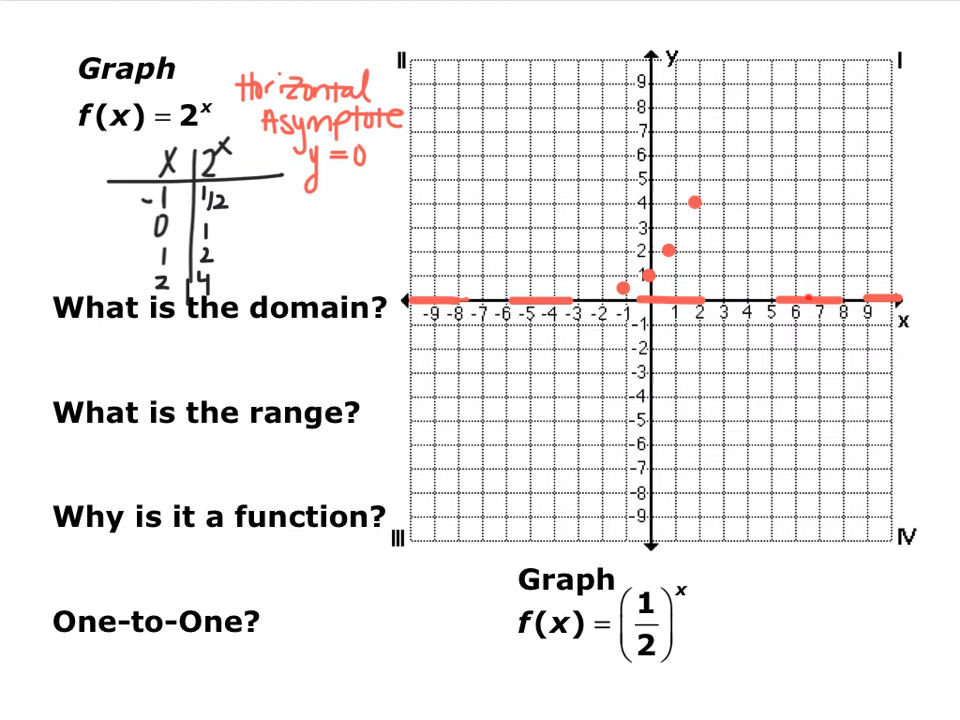 Graph
f(x) = 2^x
Horizontal
Asymptote
y = 0
x 2^x
-1 1/2
0 1
1 2
2 4
What is the domain?
What is the range?
Why is it a function?
One-to-One?
II y I
9
8
7
6
5
4
3
2
1
-9 -8 -7 -6 -5 -4 -3 -2 -1 1 2 3 4 5 6 7 8 9 x
-1
-2
-3
-4
-5
-6
-7
-8
-9
III IV
Graph
f(x) = (1/2)^x